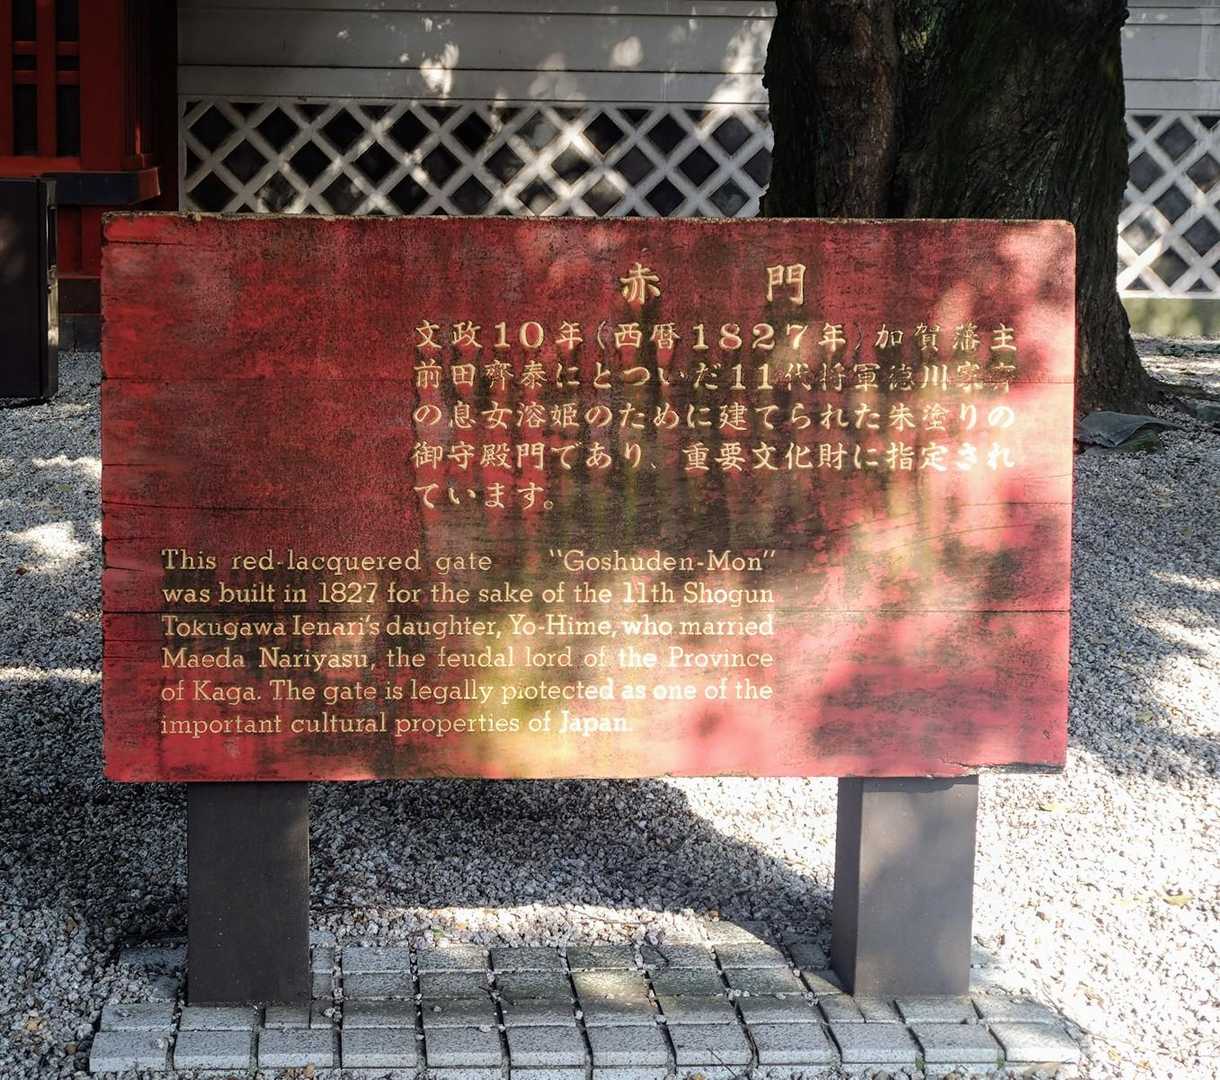 赤 門
文政10年(西暦1827年)加賀藩主
前田齊泰にとついだ11代将軍徳川家齊
の息女溶姫のために建てられた朱塗りの
御守殿門であり、重要文化財に指定され
ています。
This red-lacquered gate "Goshuden-Mon"
was built in 1827 for the sake of the 11th Shogun
Tokugawa Ienari's daughter, Yo-Hime, who married
Maeda Nariyasu, the feudal lord of the Province
of Kaga. The gate is legally protected as one of the
important cultural properties of Japan.